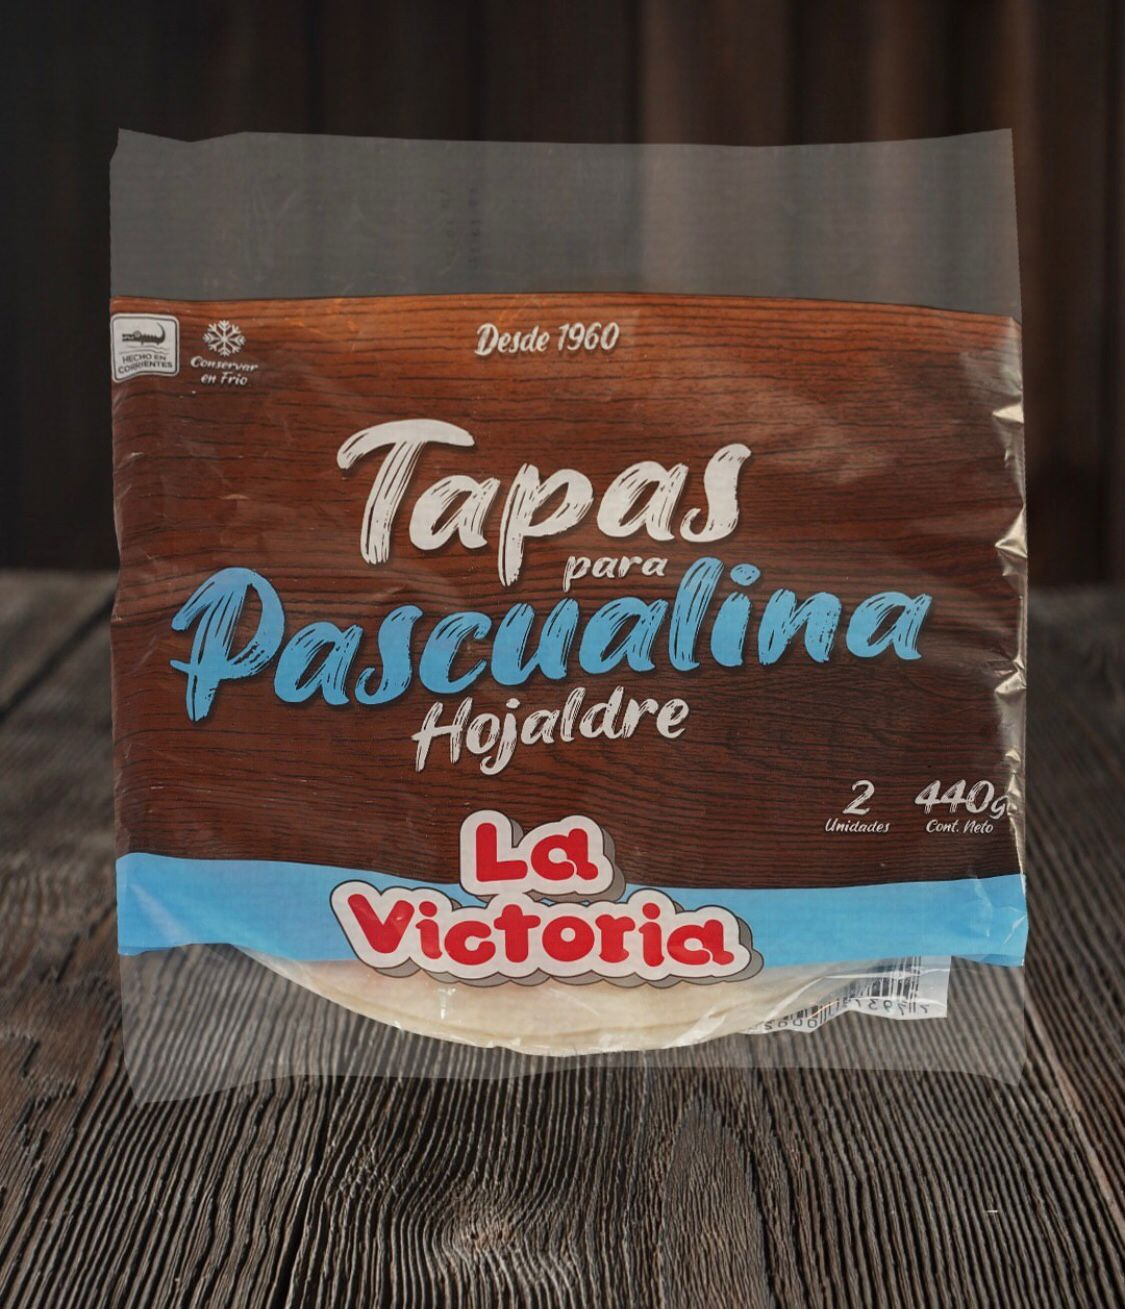 Desde 1960
HECHO EN
CORRIENTES
Conservar
en Frío
Tapas
para
Pascualina
Hojaldre
2
Unidades
440g
Cont. Neto
La
Victoria